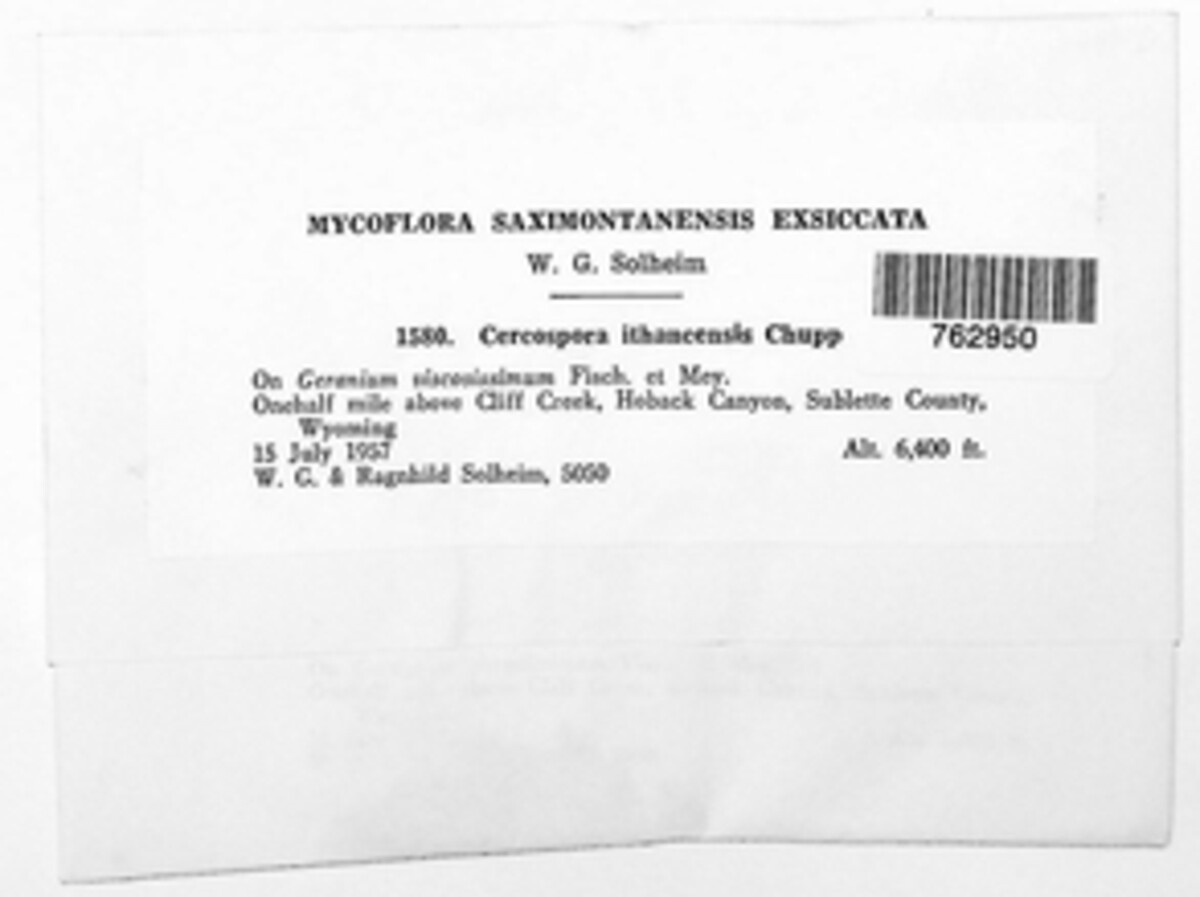 MYCOFLORA SAXIMONTANENSIS EXSICCATA
W. G. Solheim
1580. Cercospora ithancensis Chupp
762950
On Geranium viscosissimum Fisch. et Mey.
Onehalf mile above Cliff Creek, Hoback Canyon, Sublette County,
Wyoming
15 July 1957 Alt. 6,400 ft.
W. G. & Ragnhild Solheim, 5050